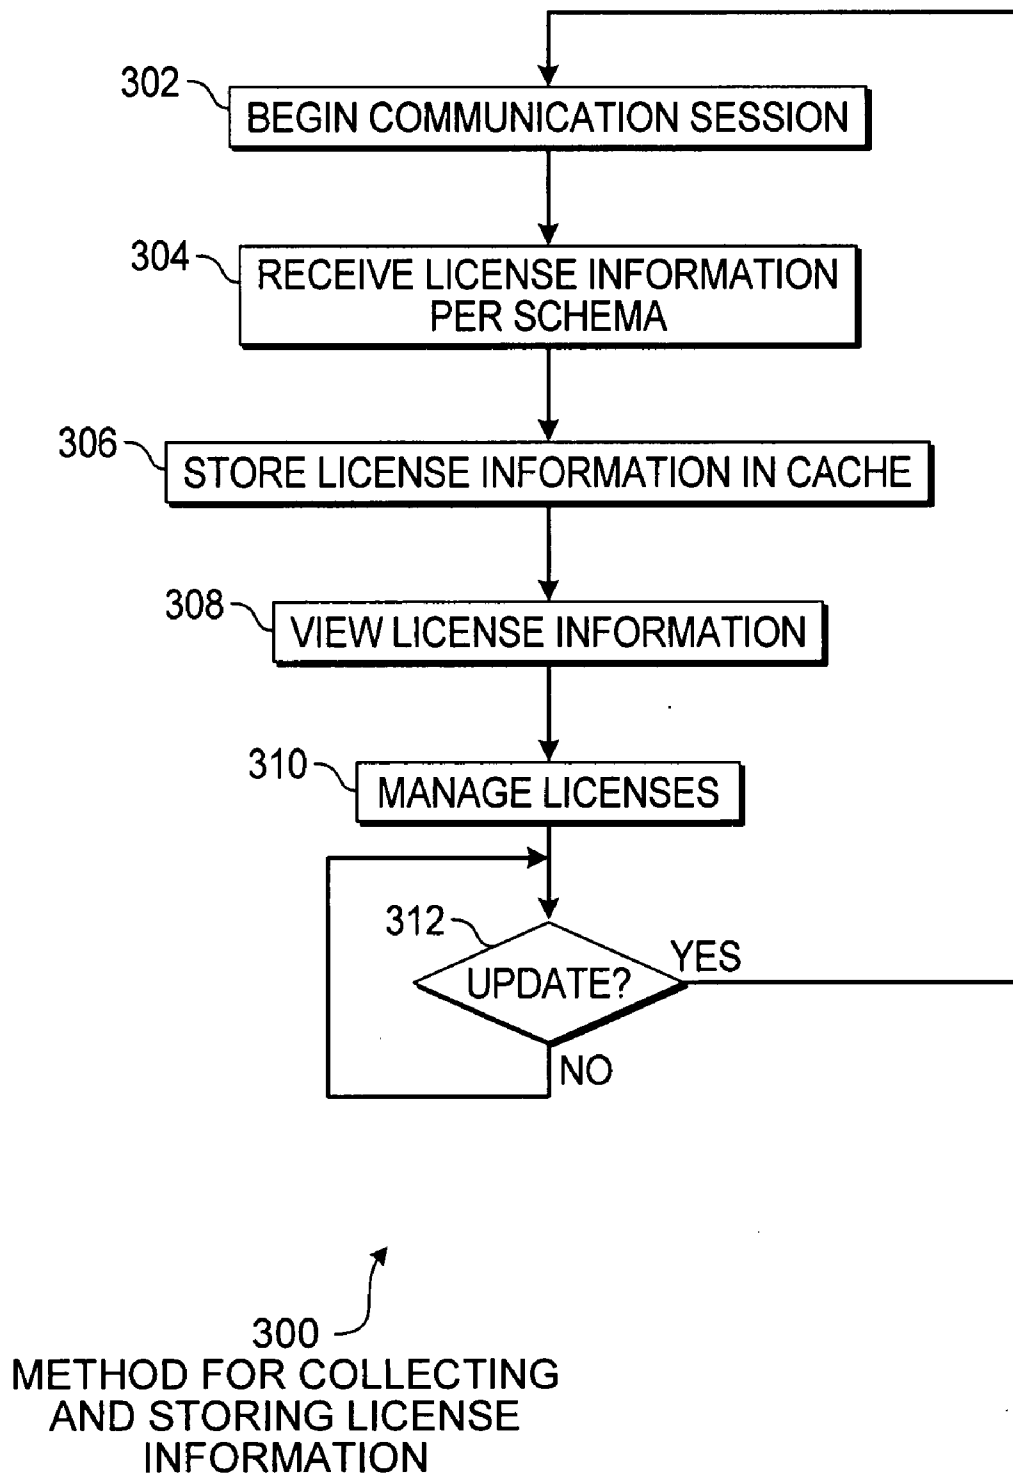 302
BEGIN COMMUNICATION SESSION
304
RECEIVE LICENSE INFORMATION
PER SCHEMA
306
STORE LICENSE INFORMATION IN CACHE
308
VIEW LICENSE INFORMATION
310
MANAGE LICENSES
312
UPDATE?
YES
NO
300
METHOD FOR COLLECTING
AND STORING LICENSE
INFORMATION